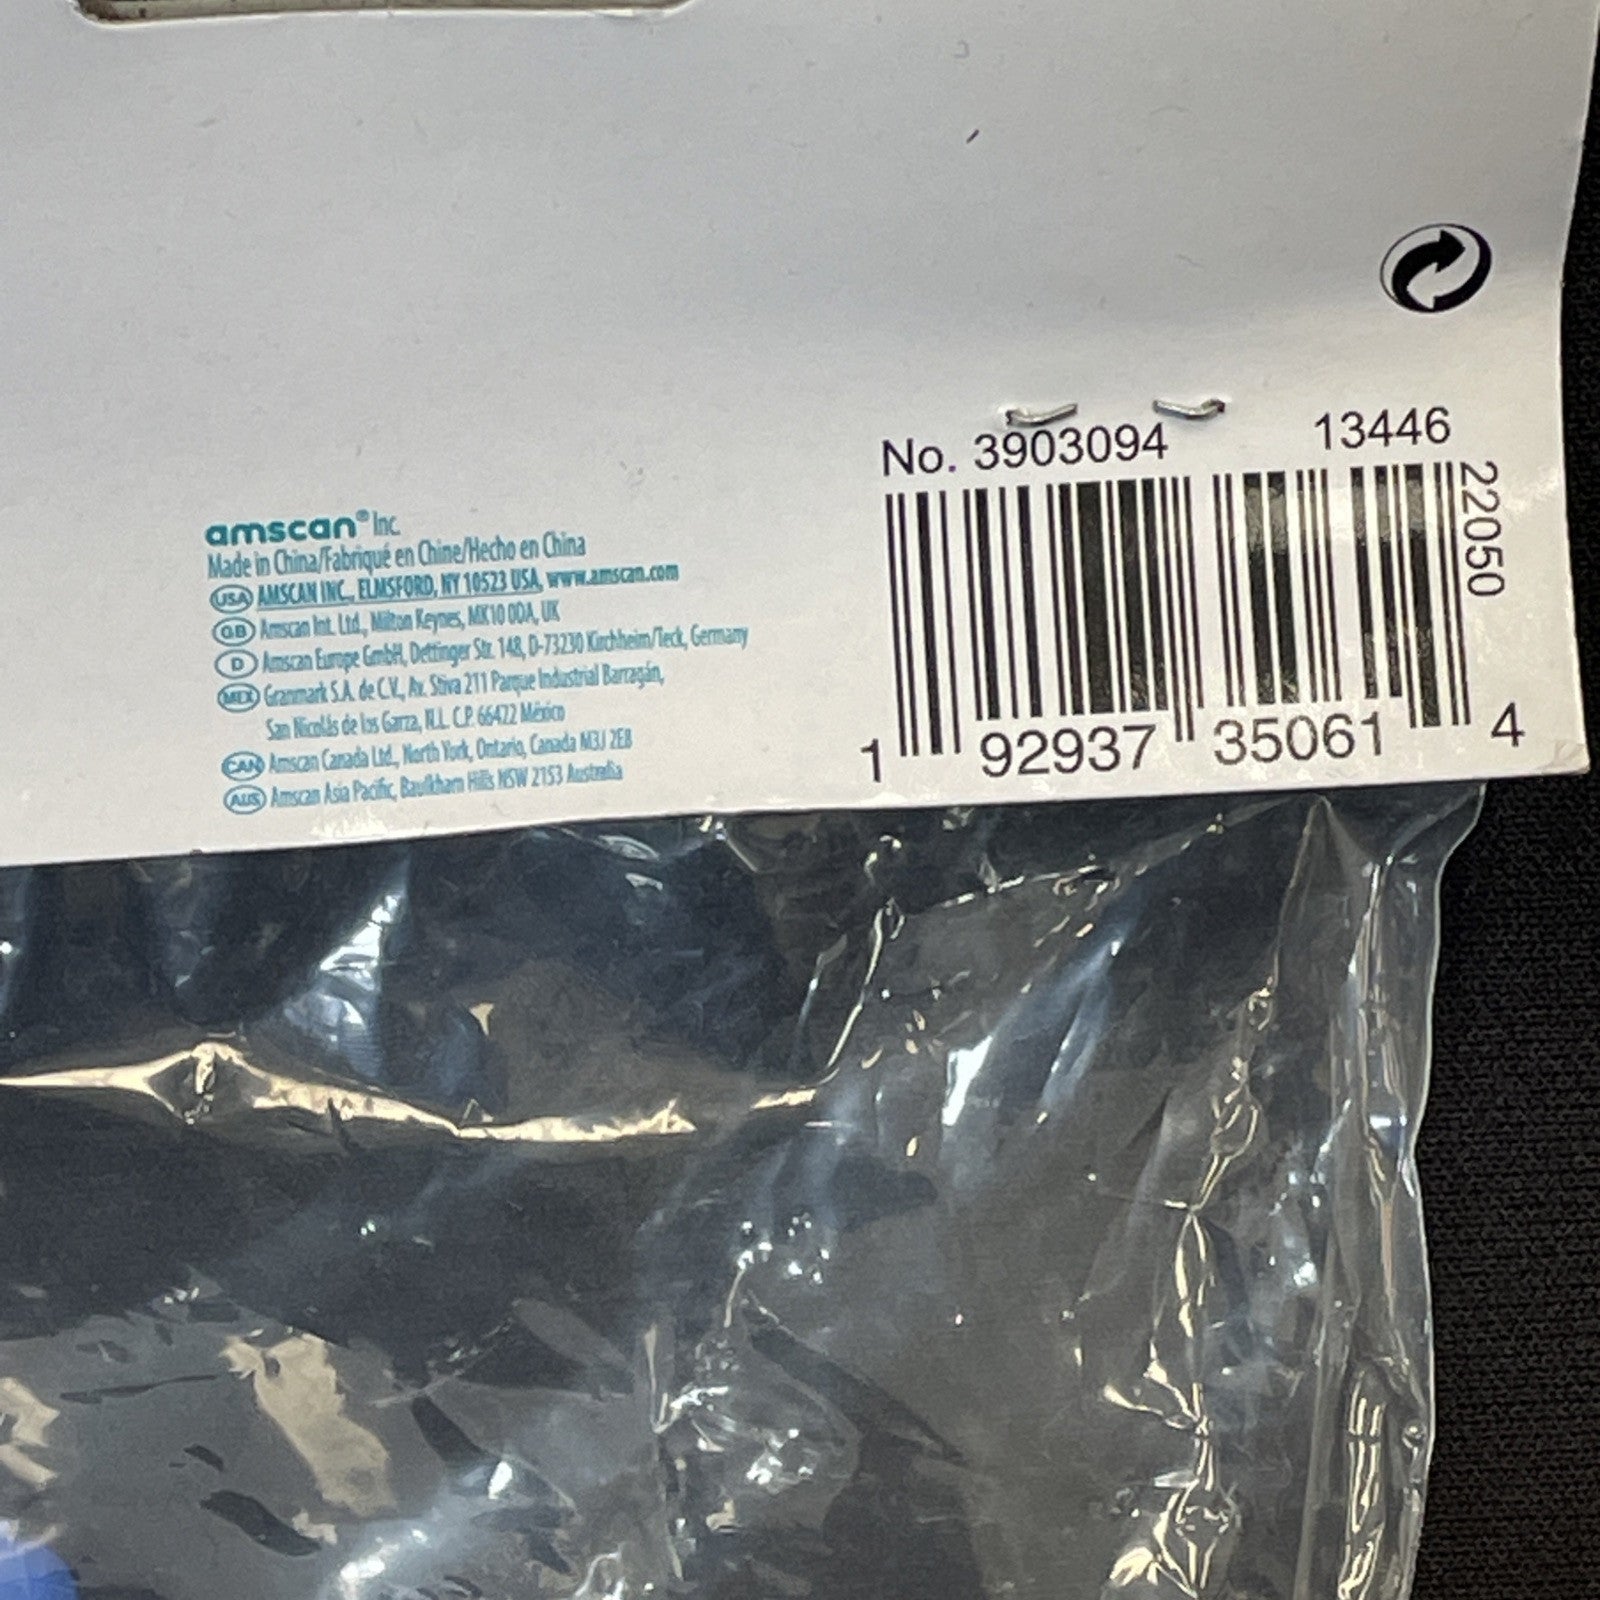 No. 3903094 13446
22050
1 92937 35061 4
amscan® Inc.
Made in China/Fabriqué en Chine/Hecho en China
USA AMSCAN INC., ELMSFORD, NY 10523 USA, www.amscan.com
GB Amscan Int. Ltd., Milton Keynes, MK10 0DA, UK
D Amscan Europe GmbH, Dettinger Str. 148, D-73230 Kirchheim/Teck, Germany
MEX Granmark S.A. de C.V., Av. Stiva 211 Parque Industrial Barragán,
San Nicolás de los Garza, N.L. C.P. 66422 México
CAN Amscan Canada Ltd., North York, Ontario, Canada M3J 2E8
AUS Amscan Asia Pacific, Baulkham Hills NSW 2153 Australia